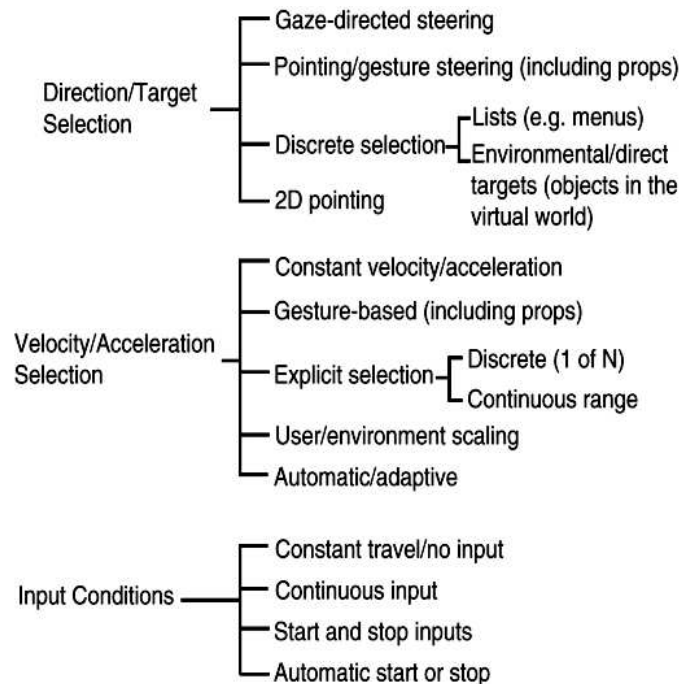 Gaze-directed steering
Pointing/gesture steering (including props)
Direction/Target
Selection
Discrete selection
Lists (e.g. menus)
Environmental/direct
targets (objects in the
virtual world)
2D pointing
Constant velocity/acceleration
Gesture-based (including props)
Velocity/Acceleration
Selection
Explicit selection
Discrete (1 of N)
Continuous range
User/environment scaling
Automatic/adaptive
Constant travel/no input
Input Conditions
Continuous input
Start and stop inputs
Automatic start or stop